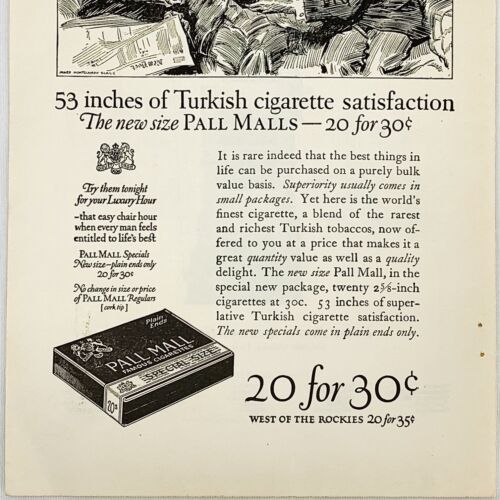 JAMES MONTGOMERY FLAGG
53 inches of Turkish cigarette satisfaction
The new size PALL MALLS — 20 for 30¢
Try them tonight
for your Luxury Hour
—that easy chair hour
when every man feels
entitled to life's best
PALL MALL Specials
New size—plain ends only
20 for 30¢
No change in size or price
of PALL MALL Regulars
[cork tip]
It is rare indeed that the best things in
life can be purchased on a purely bulk
value basis. Superiority usually comes in
small packages. Yet here is the world's
finest cigarette, a blend of the rarest
and richest Turkish tobaccos, now of-
fered to you at a price that makes it a
great quantity value as well as a quality
delight. The new size Pall Mall, in the
special new package, twenty 2⅝-inch
cigarettes at 30c. 53 inches of super-
lative Turkish cigarette satisfaction.
The new specials come in plain ends only.
Plain
Ends
PALL MALL
FAMOUS CIGARETTES
SPECIAL SIZE
20s
20 for 30¢
WEST OF THE ROCKIES 20 for 35¢